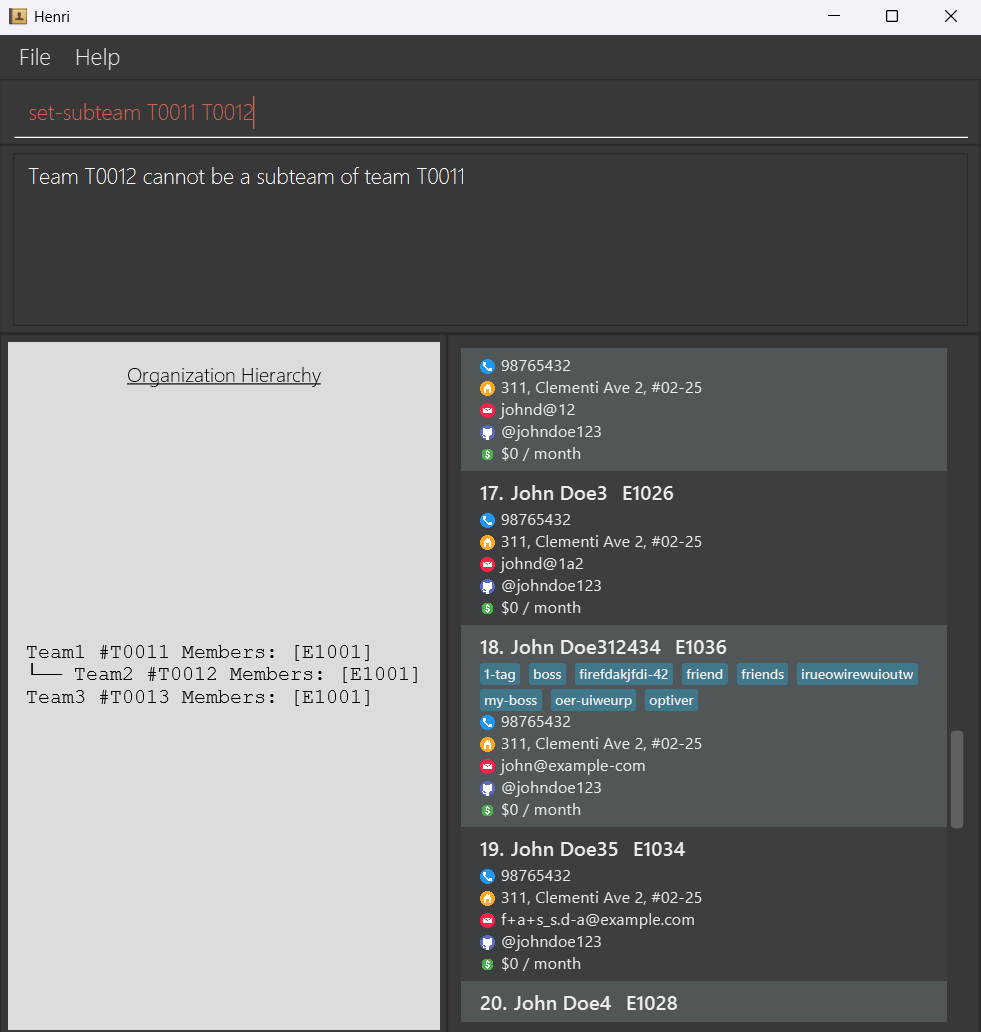 Henri
File Help
set-subteam T0011 T0012
Team T0012 cannot be a subteam of team T0011
Organization Hierarchy
Team1 #T0011 Members: [E1001]
└── Team2 #T0012 Members: [E1001]
Team3 #T0013 Members: [E1001]
98765432
311, Clementi Ave 2, #02-25
johnd@12
@johndoe123
$0 / month
17. John Doe3 E1026
98765432
311, Clementi Ave 2, #02-25
johnd@1a2
@johndoe123
$0 / month
18. John Doe312434 E1036
1-tag boss firefdakjfdi-42 friend friends irueowirewuioutw
my-boss oer-uiweurp optiver
98765432
311, Clementi Ave 2, #02-25
john@example-com
@johndoe123
$0 / month
19. John Doe35 E1034
98765432
311, Clementi Ave 2, #02-25
f+a+s_s.d-a@example.com
@johndoe123
$0 / month
20. John Doe4 E1028